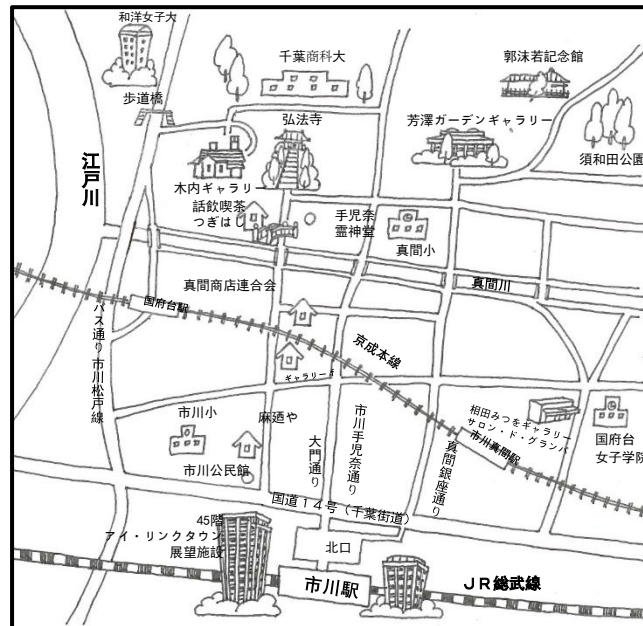 和洋女子大
千葉商科大
郭沫若記念館
歩道橋
弘法寺
芳澤ガーデンギャラリー
須和田公園
江戸川
木内ギャラリー
話飲喫茶
つぎはし
手児奈
霊神堂
真間小
真間商店連合会
真間川
国府台駅
バス通り市川松戸線
京成本線
市川小
麻廼や
大門通り
市川手児奈通り
真間銀座通り
相田みつをギャラリー
サロン・ド・グランパ
市川真間駅
国府台
女子学院
市川公民館
国道14号(千葉街道)
45階
アイ・リンクタウン
展望施設
北口
市川駅
JR総武線